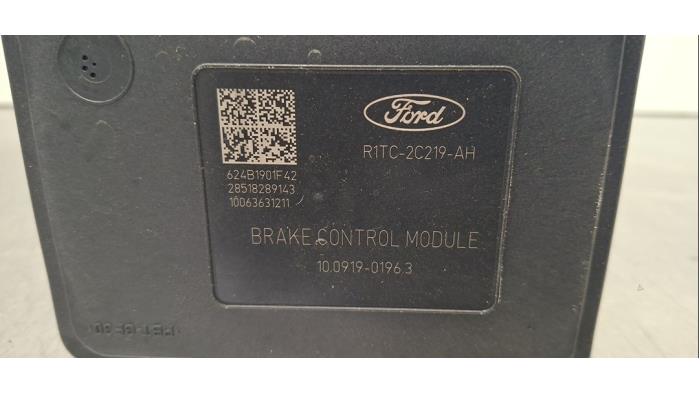 Ford
R1TC-2C219-AH
624B1901F42
28518289143
10063631211
BRAKE CONTROL MODULE
10.0919-0196.3